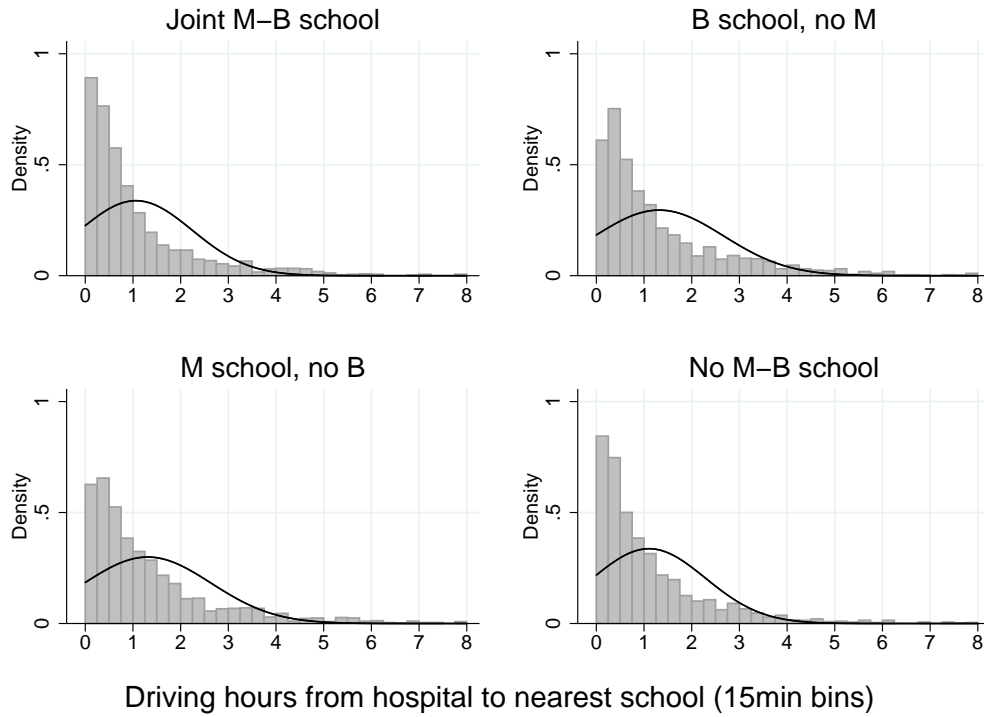 Joint M−B school
B school, no M
Density
0 .5 1
0 1 2 3 4 5 6 7 8
Density
0 .5 1
0 1 2 3 4 5 6 7 8
M school, no B
No M−B school
Density
0 .5 1
0 1 2 3 4 5 6 7 8
Density
0 .5 1
0 1 2 3 4 5 6 7 8
Driving hours from hospital to nearest school (15min bins)